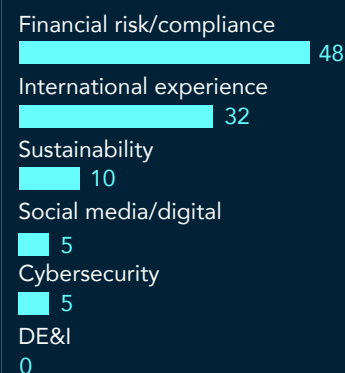 Financial risk/compliance
48
International experience
32
Sustainability
10
Social media/digital
5
Cybersecurity
5
DE&I
0